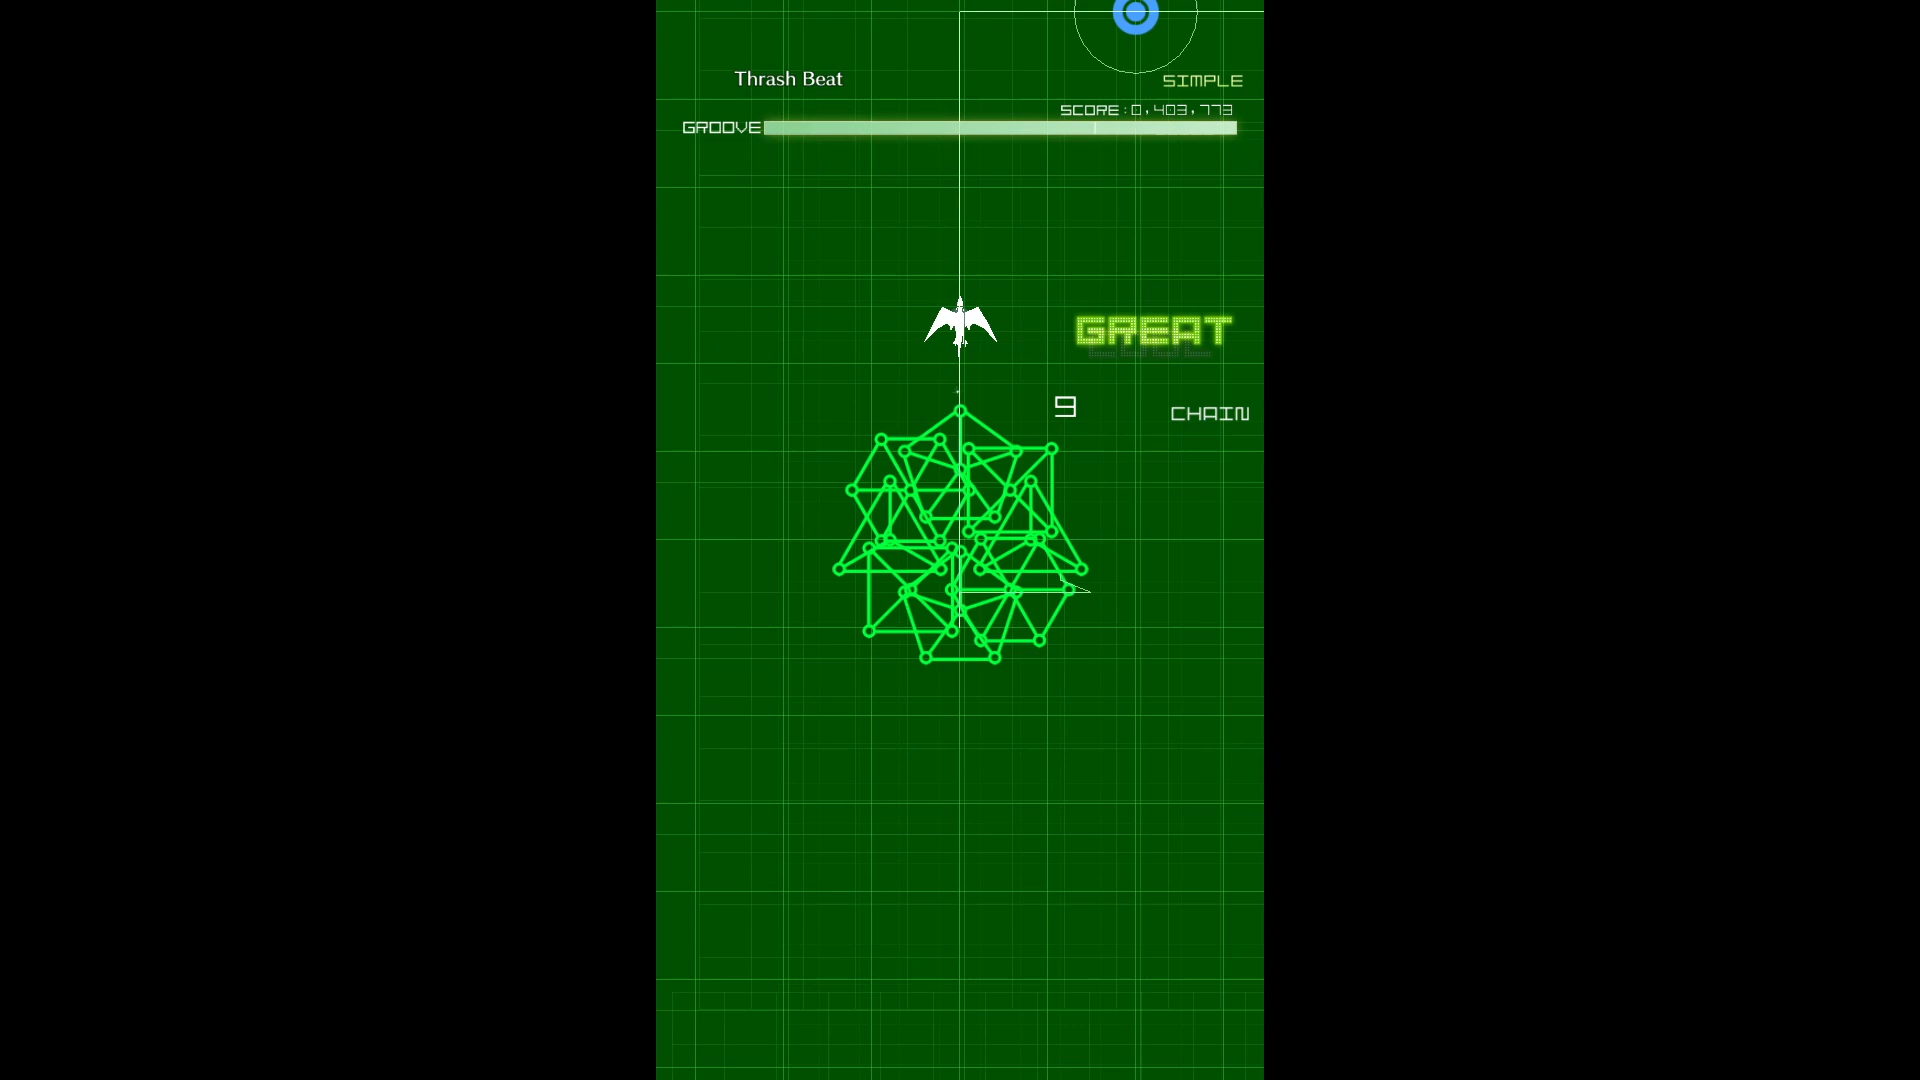 Thrash Beat
SIMPLE
SCORE:0,403,773
GROOVE
GREAT
9 CHAIN